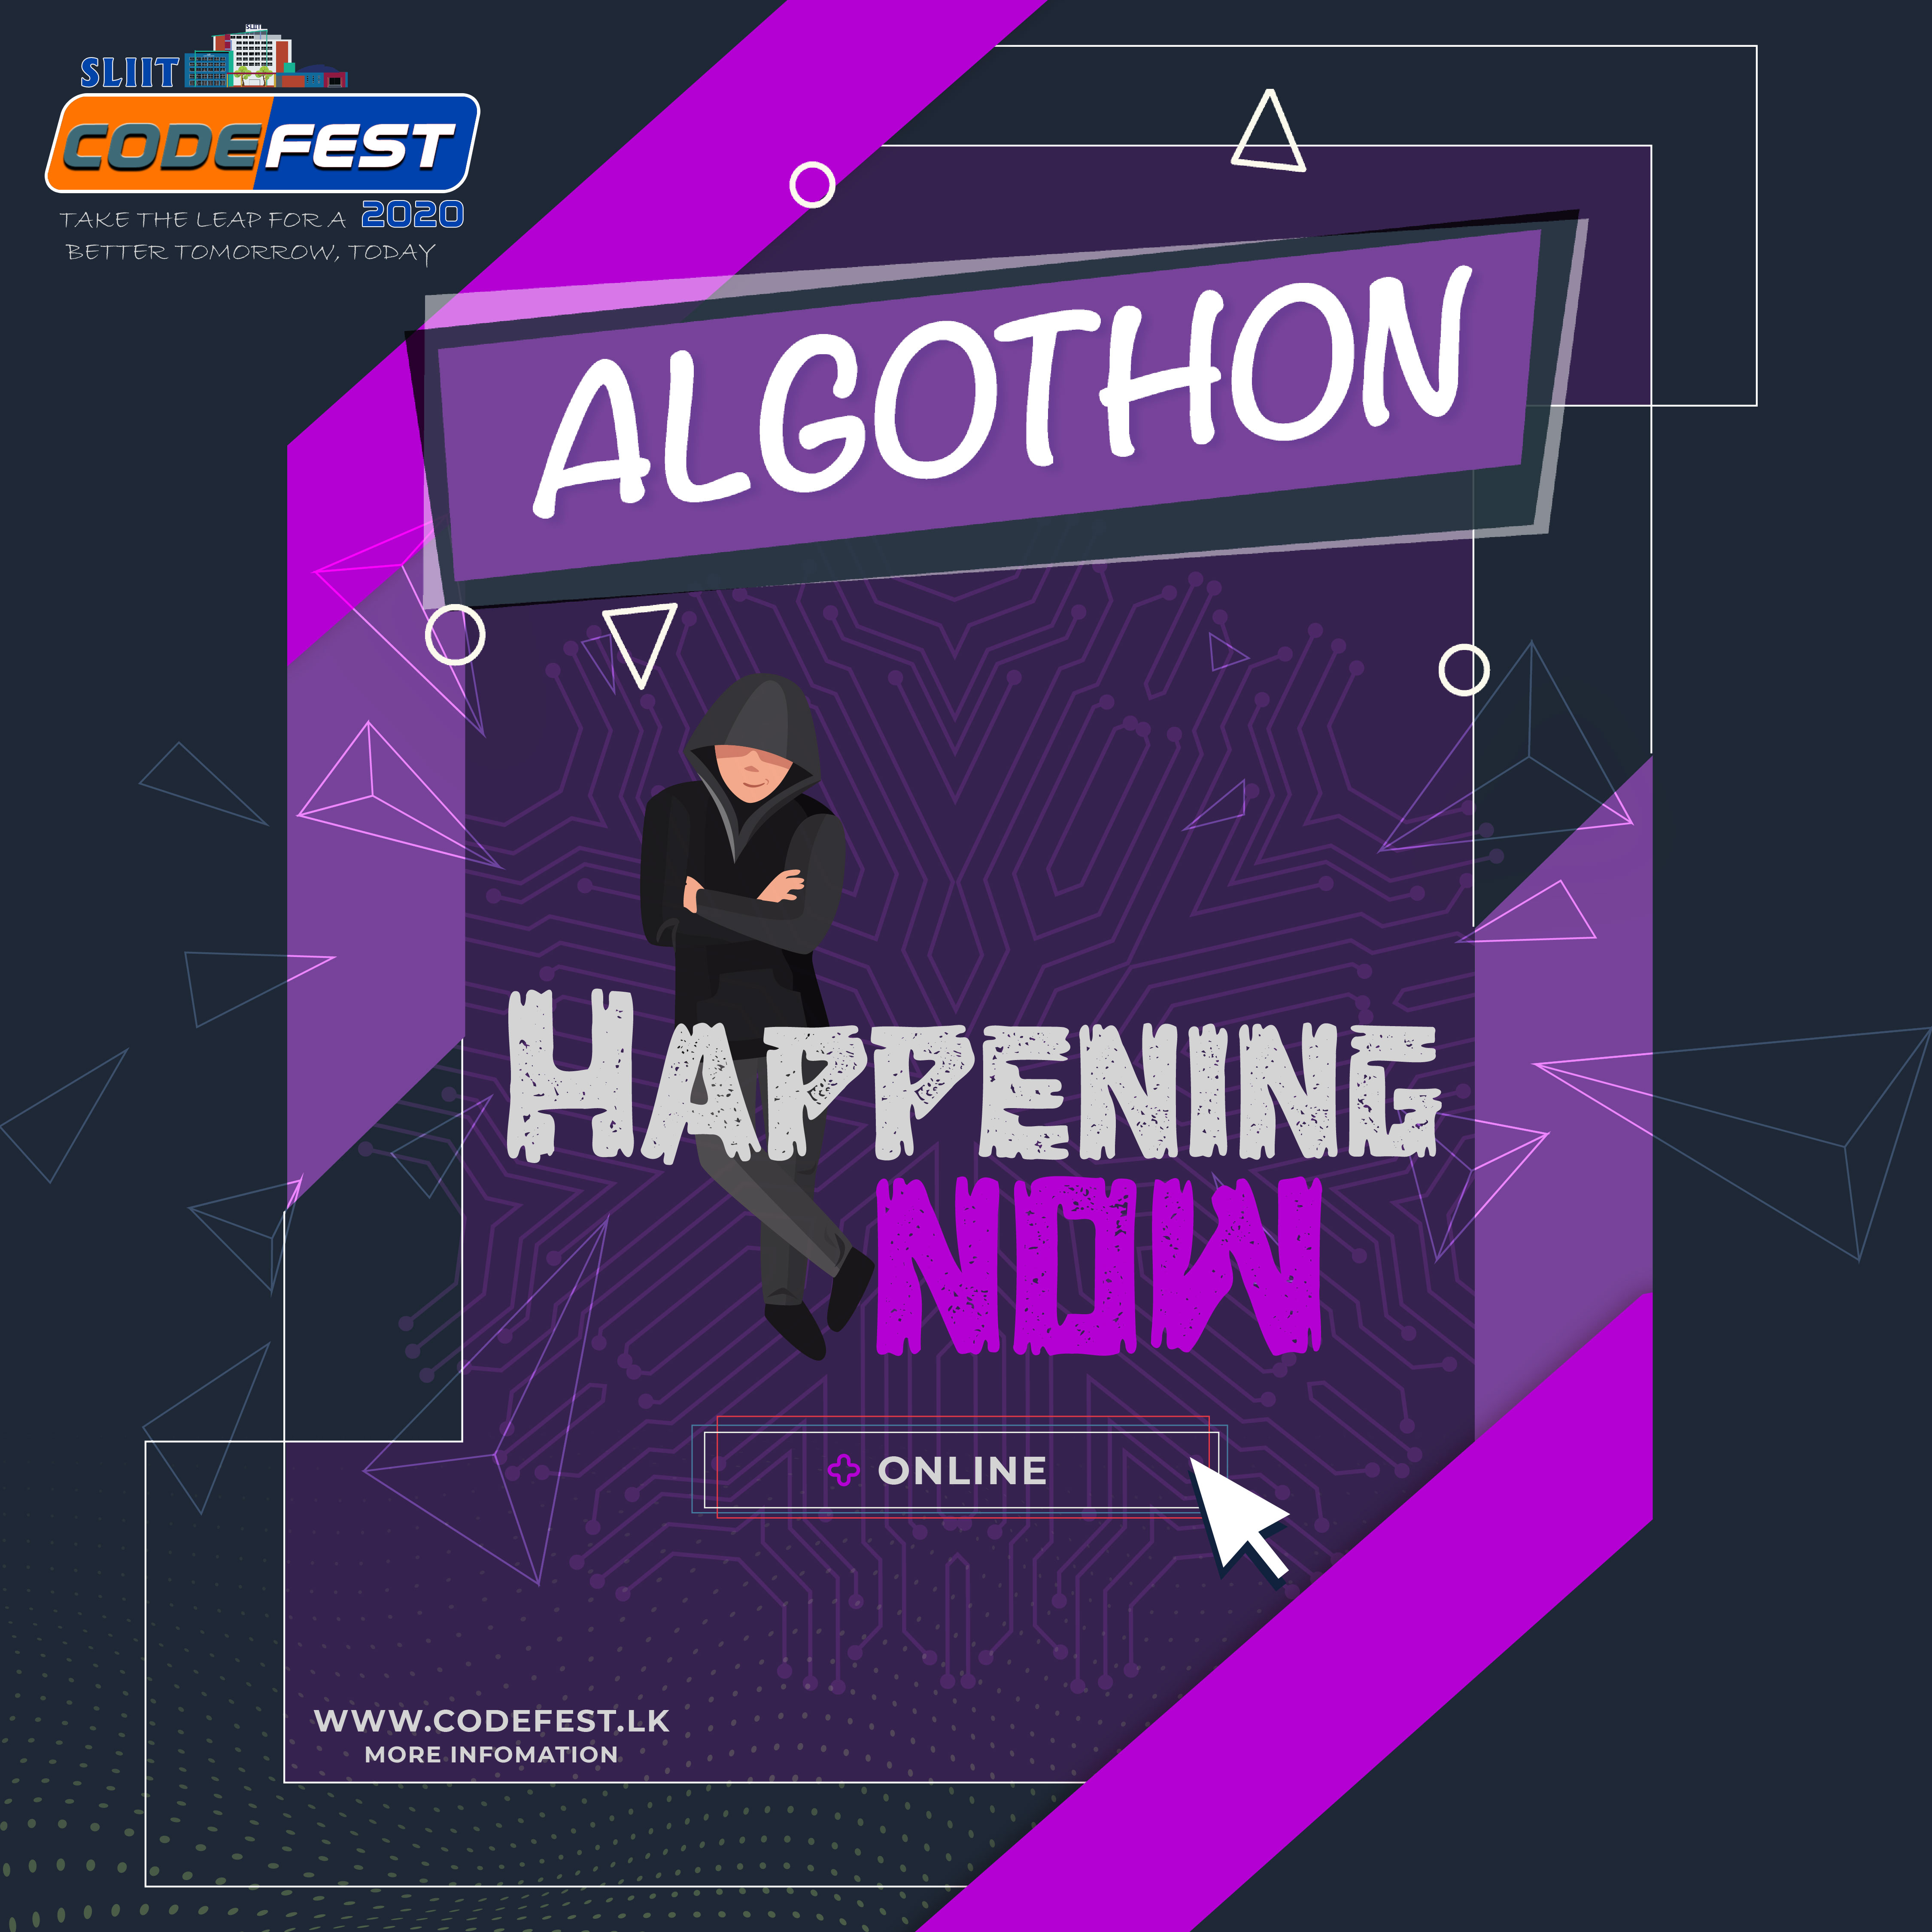 SLIIT
SLIIT
CODEFEST
TAKE THE LEAP FOR A 2020
BETTER TOMORROW, TODAY
ALGOTHON
HAPPENING
NOW
ONLINE
WWW.CODEFEST.LK
MORE INFOMATION